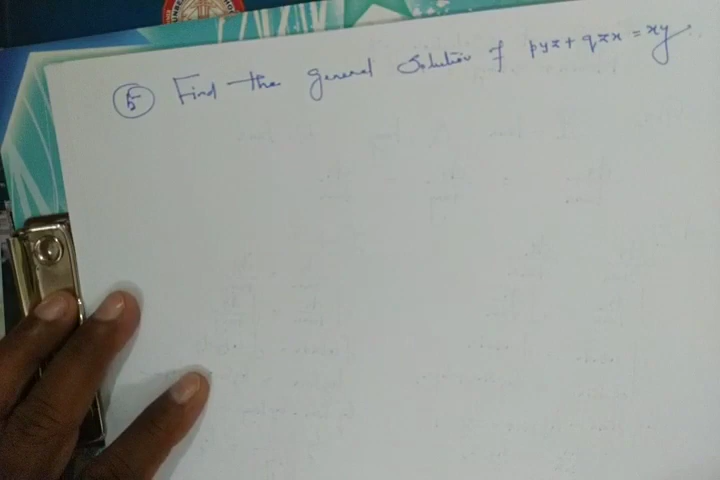 ⑤ Find the general solution of pyz + qzx = xy.